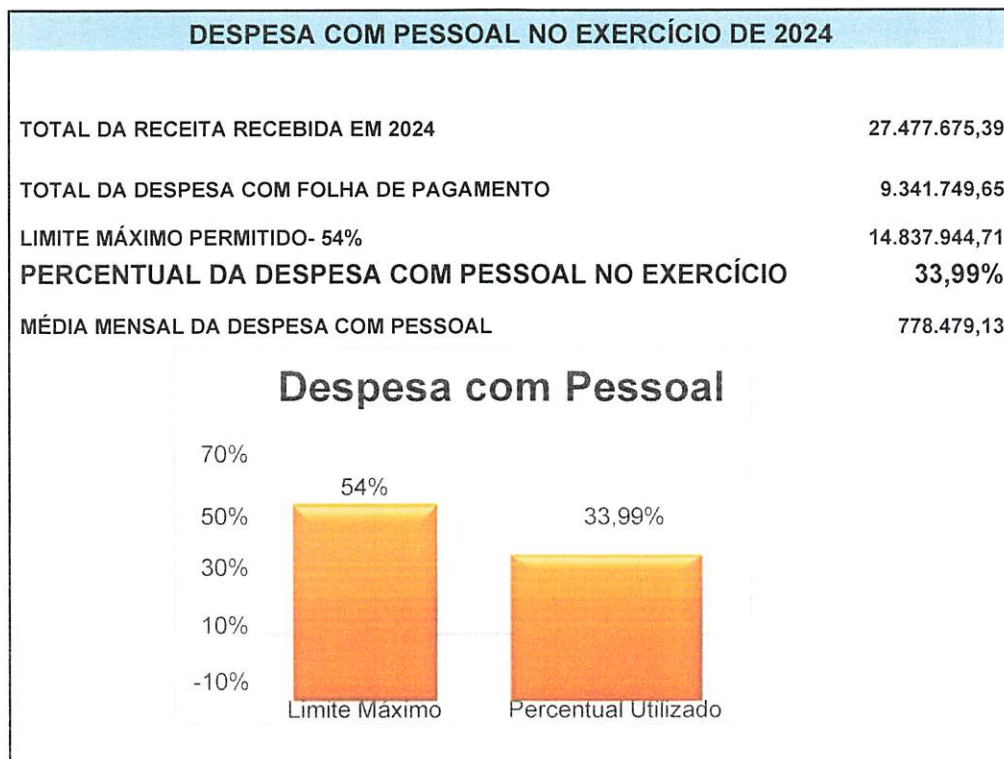 DESPESA COM PESSOAL NO EXERCÍCIO DE 2024
TOTAL DA RECEITA RECEBIDA EM 2024 27.477.675,39
TOTAL DA DESPESA COM FOLHA DE PAGAMENTO 9.341.749,65
LIMITE MÁXIMO PERMITIDO- 54% 14.837.944,71
PERCENTUAL DA DESPESA COM PESSOAL NO EXERCÍCIO 33,99%
MÉDIA MENSAL DA DESPESA COM PESSOAL 778.479,13
Despesa com Pessoal
70%
54%
50%
33,99%
30%
10%
-10%
Limite Máximo Percentual Utilizado